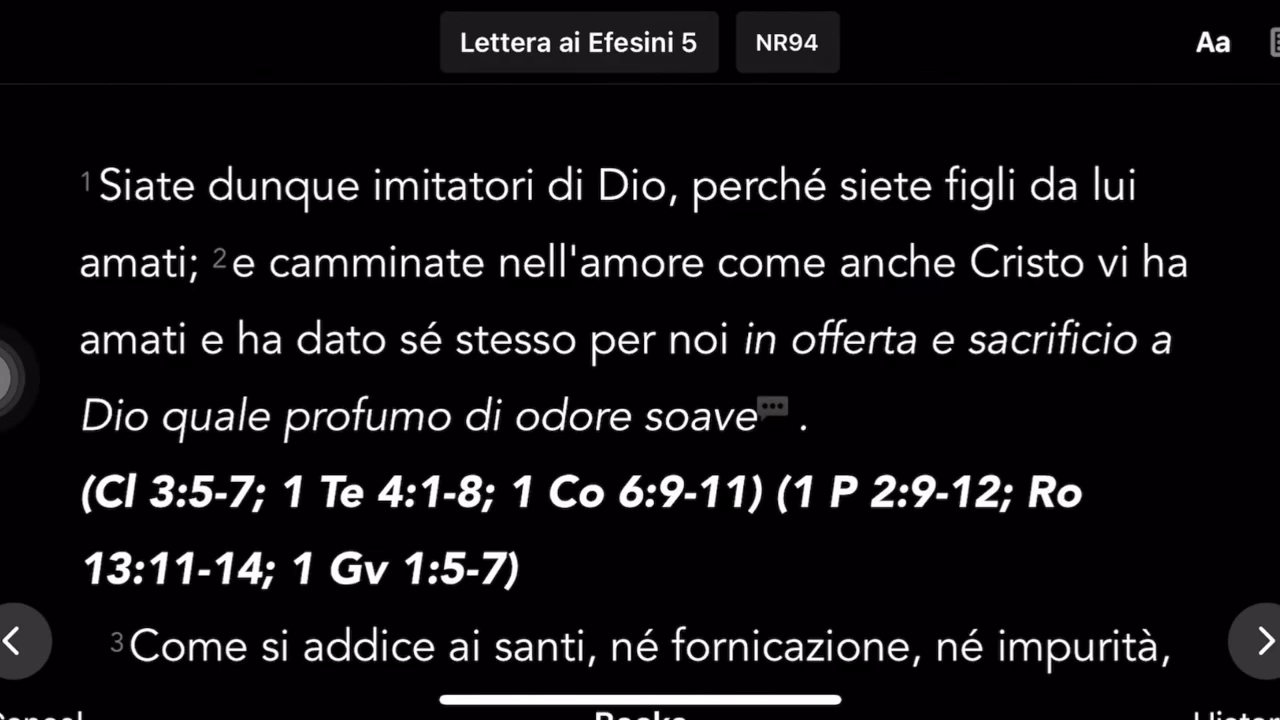 Lettera ai Efesini 5 NR94 Aa
1 Siate dunque imitatori di Dio, perché siete figli da lui
amati; 2 e camminate nell'amore come anche Cristo vi ha
amati e ha dato sé stesso per noi in offerta e sacrificio a
Dio quale profumo di odore soave .
(Cl 3:5-7; 1 Te 4:1-8; 1 Co 6:9-11) (1 P 2:9-12; Ro
13:11-14; 1 Gv 1:5-7)
3 Come si addice ai santi, né fornicazione, né impurità,